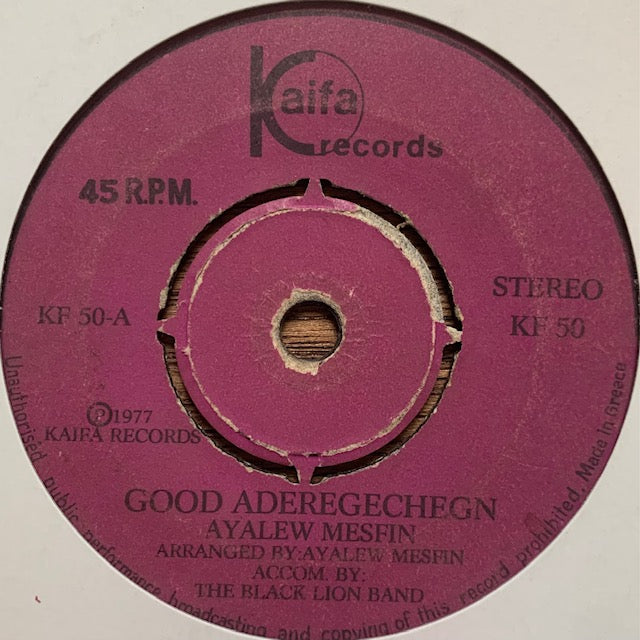 Kaifa
records
45 R.P.M.
STEREO
KF 50-A
KF 50
Ⓟ1977
KAIFA RECORDS
GOOD ADEREGECHEGN
AYALEW MESFIN
ARRANGED BY: AYALEW MESFIN
ACCOM. BY:
THE BLACK LION BAND
Unauthorised public performance broadcasting and copying of this record prohibited. Made in Greece